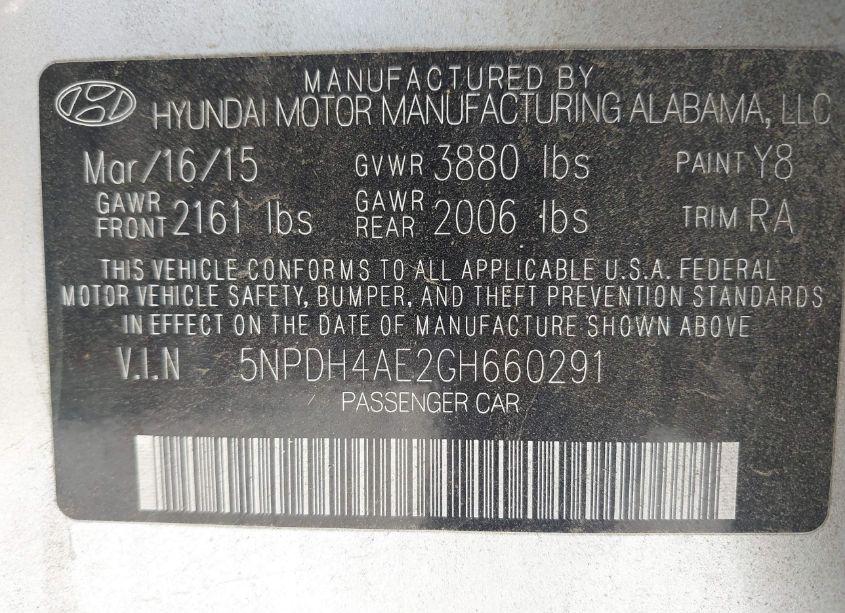 MANUFACTURED BY
HYUNDAI MOTOR MANUFACTURING ALABAMA, LLC
Mar/16/15 GVWR 3880 lbs PAINT Y8
GAWR FRONT 2161 lbs GAWR REAR 2006 lbs TRIM RA
THIS VEHICLE CONFORMS TO ALL APPLICABLE U.S.A. FEDERAL
MOTOR VEHICLE SAFETY, BUMPER, AND THEFT PREVENTION STANDARDS
IN EFFECT ON THE DATE OF MANUFACTURE SHOWN ABOVE.
V.I.N 5NPDH4AE2GH660291
PASSENGER CAR